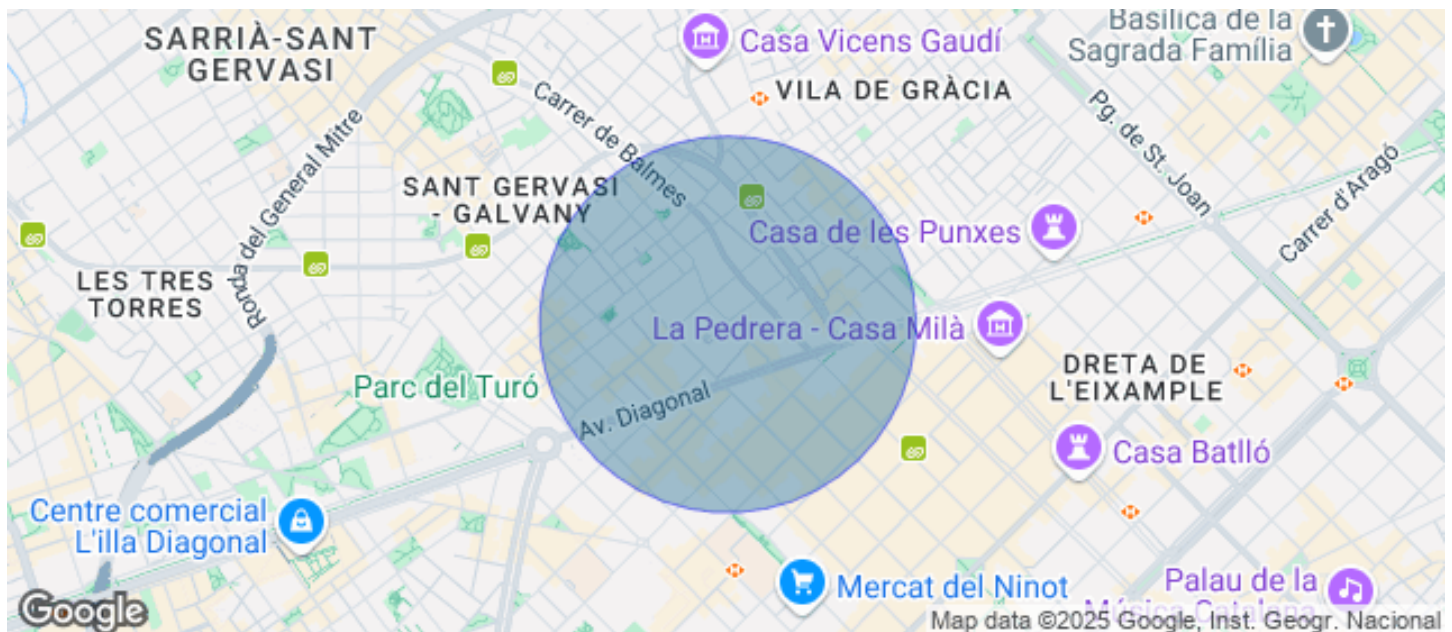 SARRIÀ-SANT
GERVASI
Casa Vicens Gaudí
Basílica de la
Sagrada Família
VILA DE GRÀCIA
Carrer de Balmes
Ronda del General Mitre
Pg. de St. Joan
Carrer d'Aragó
SANT GERVASI
- GALVANY
Casa de les Punxes
LES TRES
TORRES
La Pedrera - Casa Milà
Parc del Turó
Av. Diagonal
DRETA DE
L'EIXAMPLE
Casa Batlló
Centre comercial
L'illa Diagonal
Mercat del Ninot
Palau de la
Música Catalana
Google
Map data ©2025 Google, Inst. Geogr. Nacional